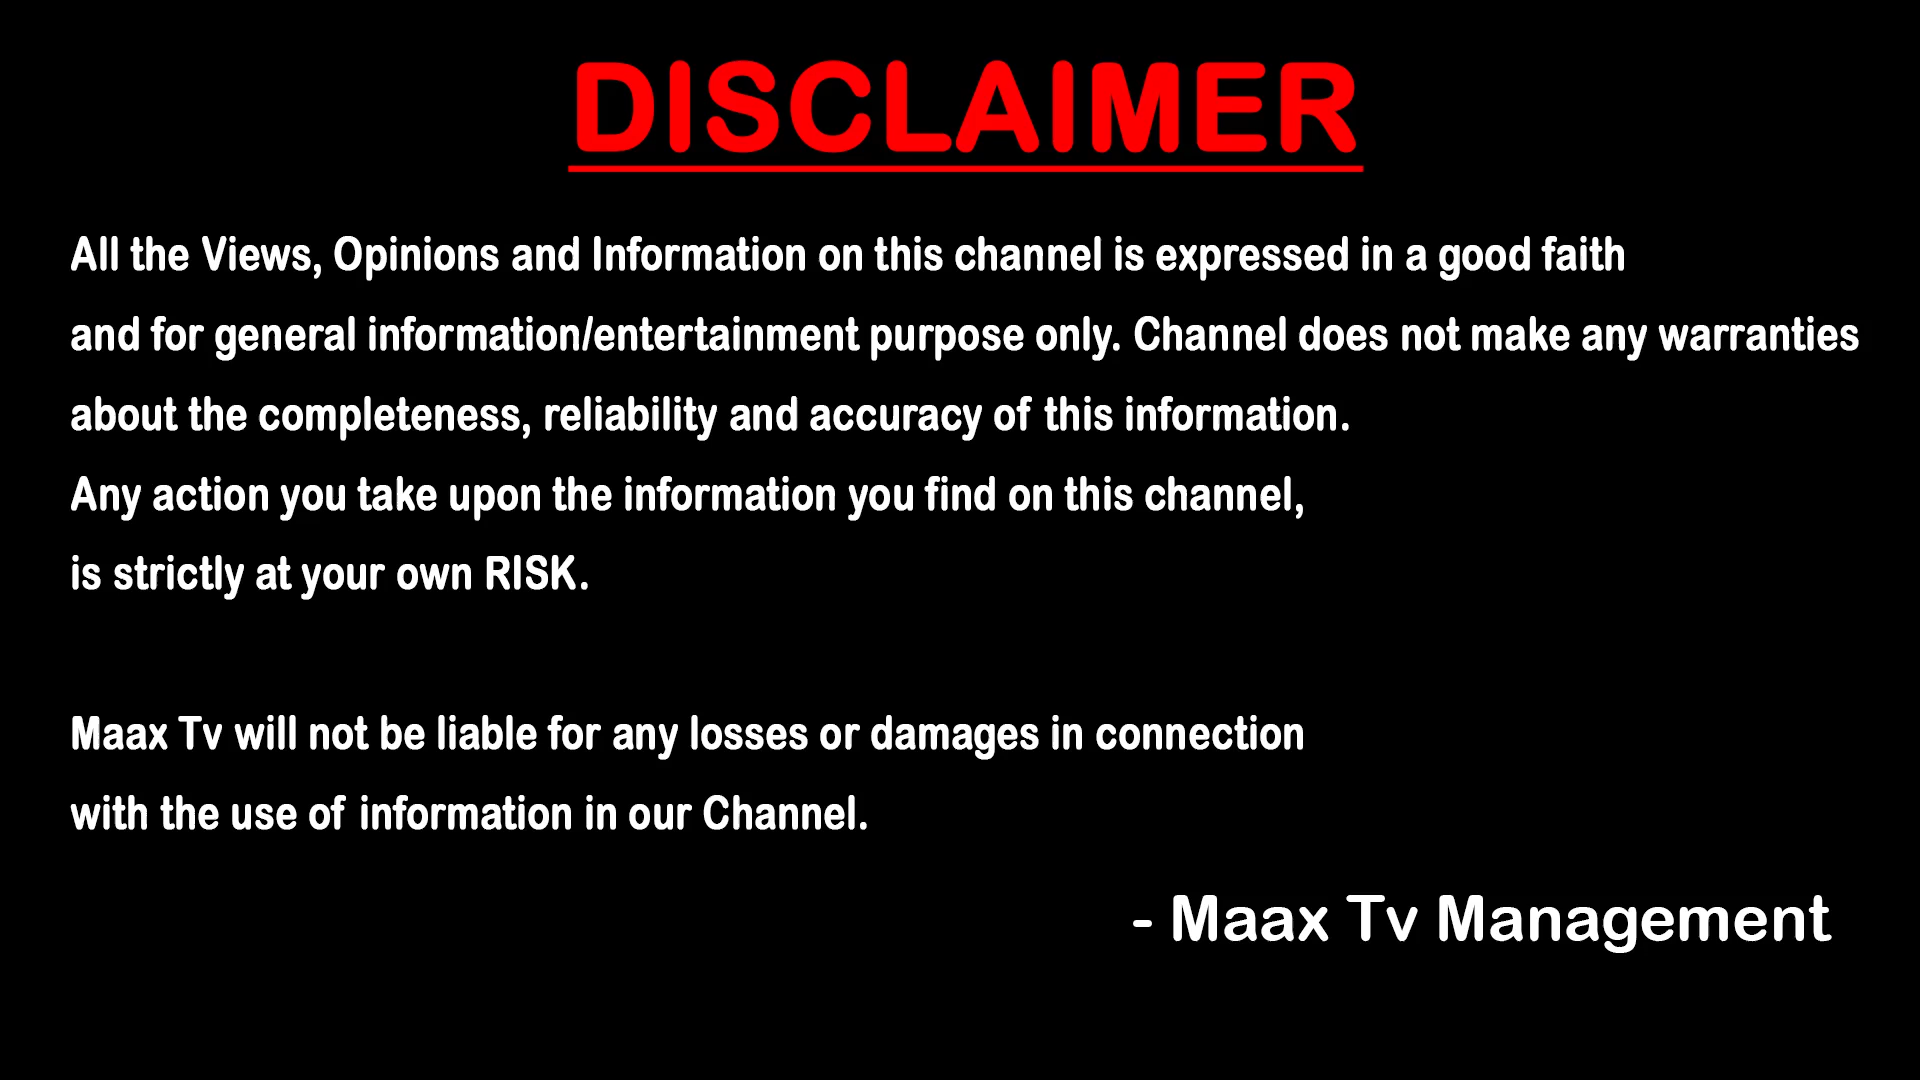 DISCLAIMER
All the Views, Opinions and Information on this channel is expressed in a good faith
and for general information/entertainment purpose only. Channel does not make any warranties
about the completeness, reliability and accuracy of this information.
Any action you take upon the information you find on this channel,
is strictly at your own RISK.
Maax Tv will not be liable for any losses or damages in connection
with the use of information in our Channel.
- Maax Tv Management